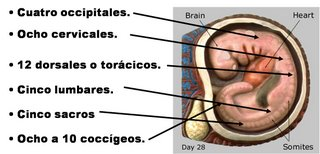 • Cuatro occipitales.
• Ocho cervicales.
• 12 dorsales o torácicos.
• Cinco lumbares.
• Cinco sacros
• Ocho a 10 coccígeos.
Brain
Heart
Day 28
Somites